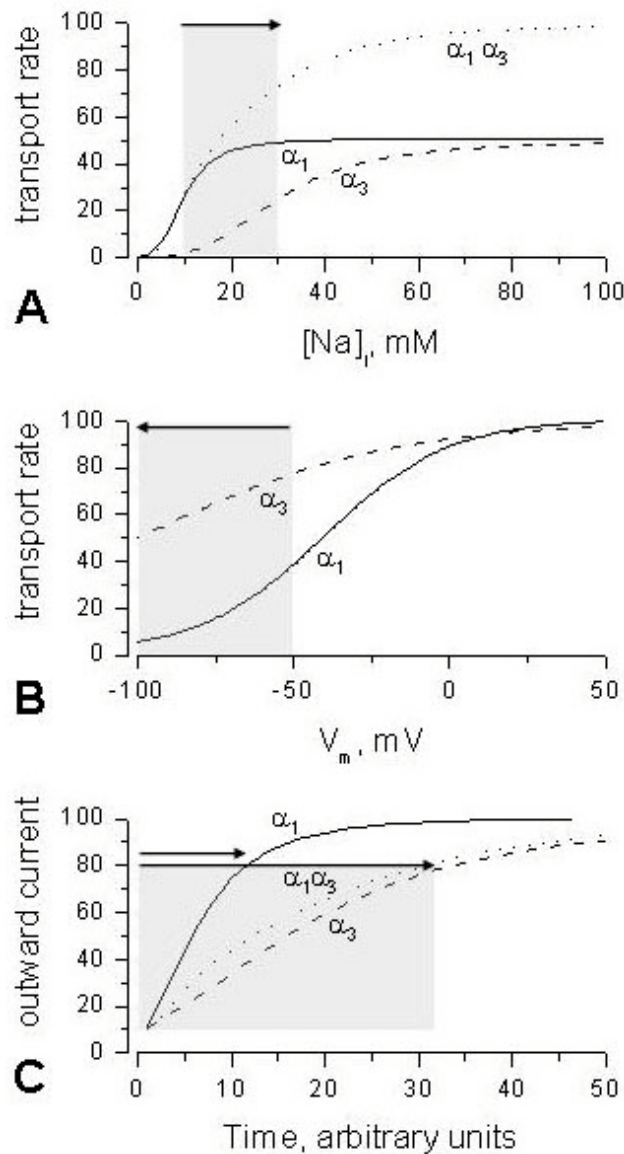 transport rate
100
80
60
40
20
0
α1 α3
α1
α3
0 20 40 60 80 100
A
[Na]i, mM
transport rate
100
80
60
40
20
0
α3
α1
-100 -50 0 50
B
Vm, mV
outward current
100
80
60
40
20
0
α1
α1α3
α3
0 10 20 30 40 50
C
Time, arbitrary units